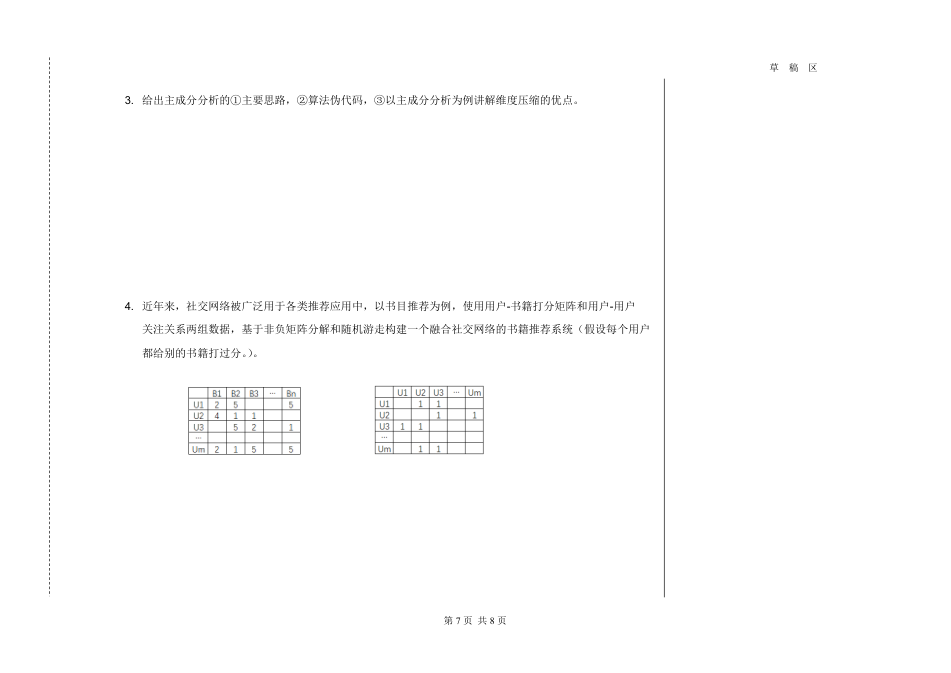 草 稿 区
3. 给出主成分分析的①主要思路，②算法伪代码，③以主成分分析为例讲解维度压缩的优点。
4. 近年来，社交网络被广泛用于各类推荐应用中，以书目推荐为例，使用用户-书籍打分矩阵和用户-用户
关注关系两组数据，基于非负矩阵分解和随机游走构建一个融合社交网络的书籍推荐系统（假设每个用户
都给别的书籍打过分。）。
B1 B2 B3 ··· Bn
U1 2 5 5
U2 4 1 1
U3 5 2 1
···
Um 2 1 5 5
U1 U2 U3 ··· Um
U1 1 1
U2 1 1
U3 1 1
···
Um 1 1
第 7 页 共 8 页